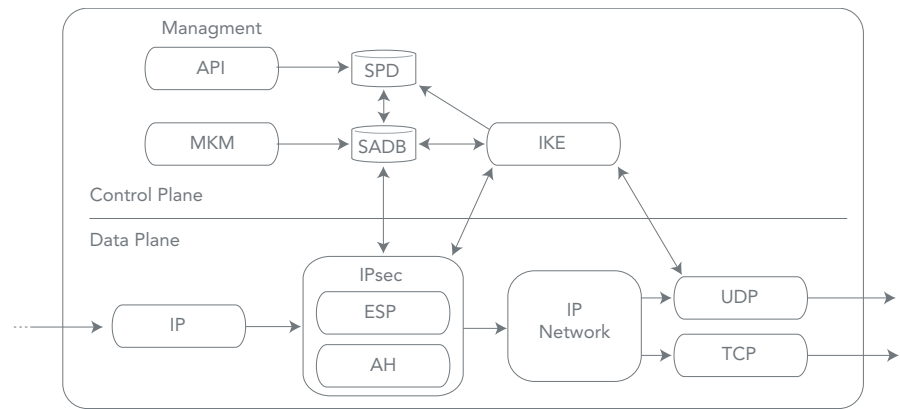 Managment
API
SPD
MKM
SADB
IKE
Control Plane
Data Plane
IPsec
ESP
AH
IP
IP
Network
UDP
TCP